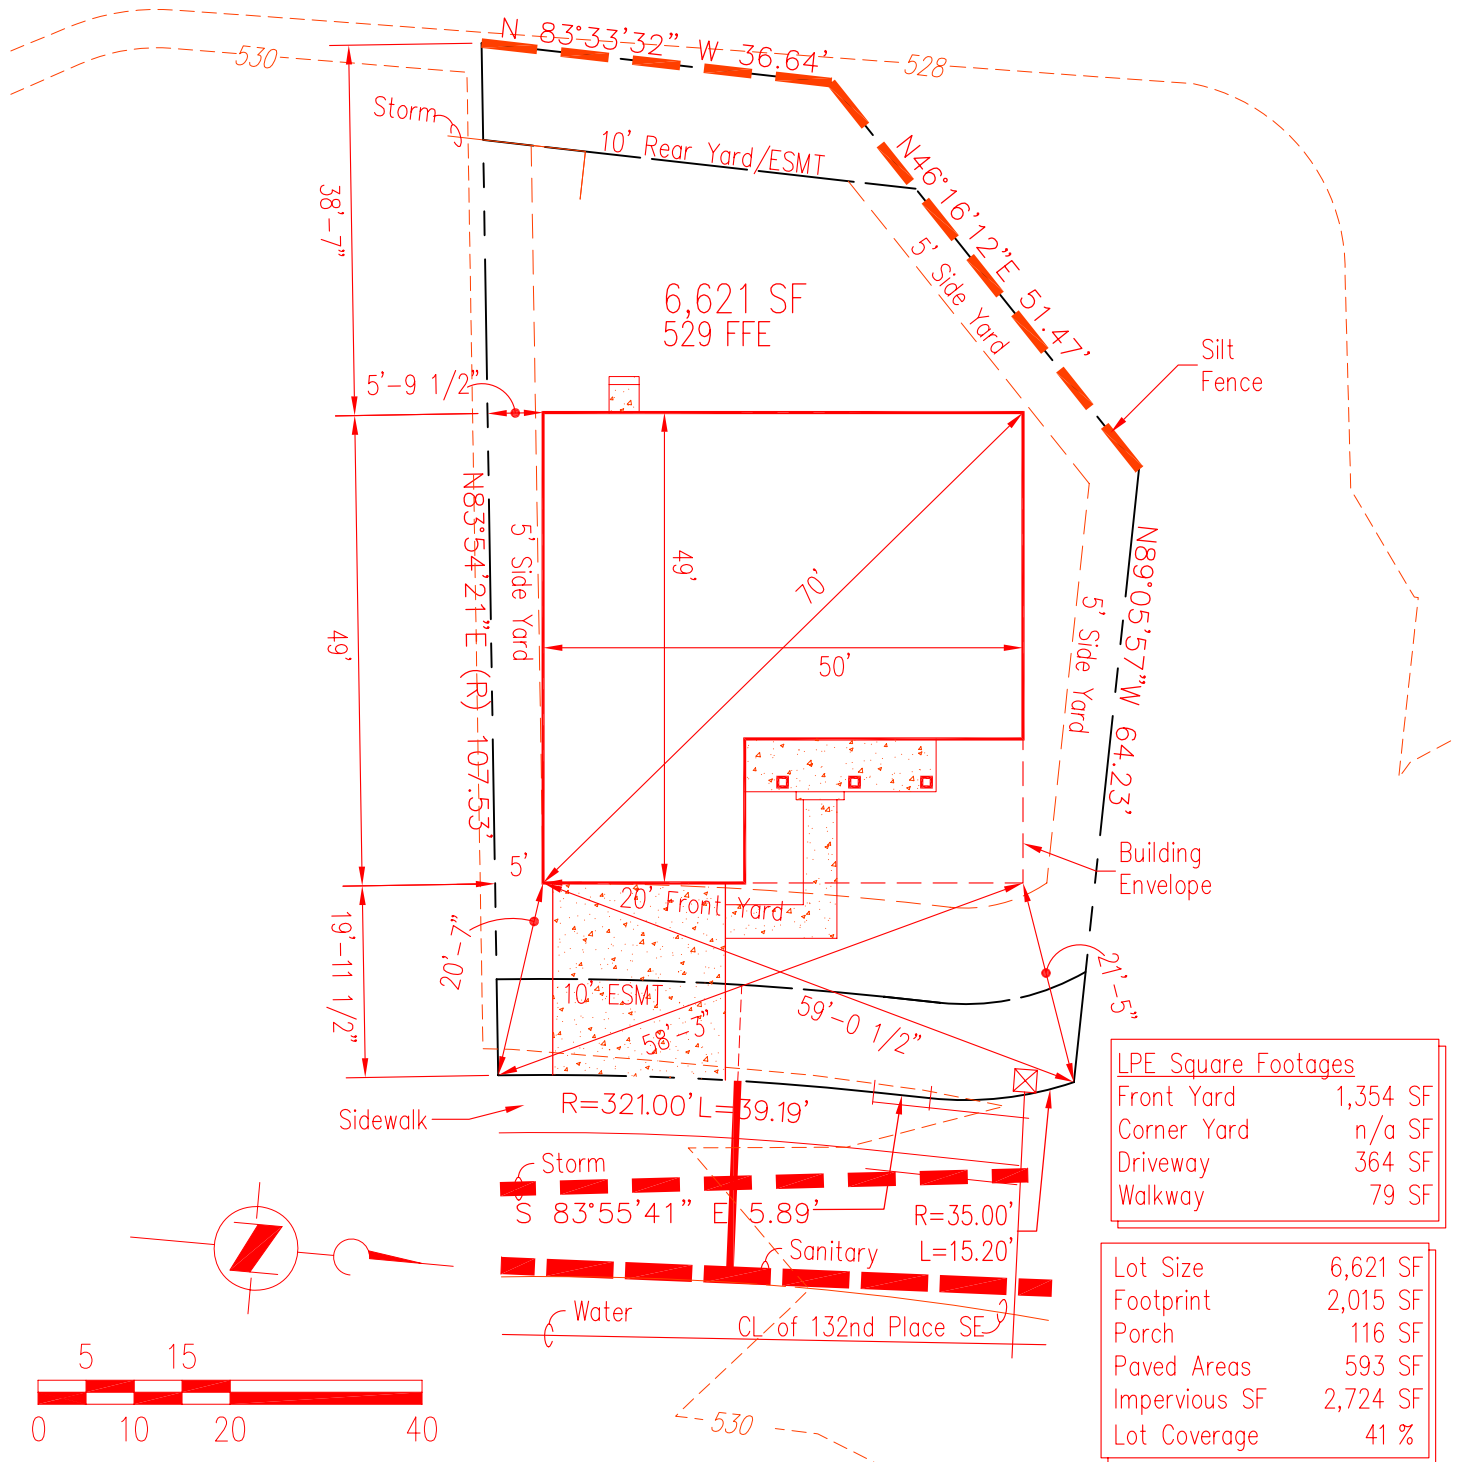 N 83°33'32" W 36.64'
530
528
Storm
10' Rear Yard/ESMT
N46°16'12"E 51.47'
38'-7"
5' Side Yard
6,621 SF
529 FFE
Silt
Fence
5'-9 1/2"
N83°54'21"E (R) 107.53'
5' Side Yard
49'
70'
50'
49'
N89°05'57"W 64.23'
5' Side Yard
Building
Envelope
5'
20' Front Yard
20'-7"
19'-11 1/2"
10' ESMT
58'-3"
59'-0 1/2"
21'-5"
Sidewalk
R=321.00' L=39.19'
Storm
S 83°55'41" E 5.89'
R=35.00'
L=15.20'
Sanitary
Water
CL of 132nd Place SE
530
5 15
0 10 20 40
LPE Square Footages
Front Yard 1,354 SF
Corner Yard n/a SF
Driveway 364 SF
Walkway 79 SF
Lot Size 6,621 SF
Footprint 2,015 SF
Porch 116 SF
Paved Areas 593 SF
Impervious SF 2,724 SF
Lot Coverage 41 %